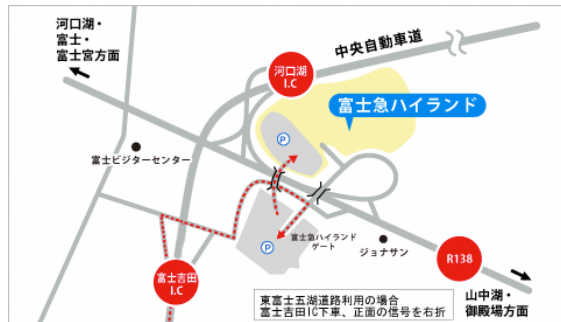 河口湖・
富士・
富士宮方面
中央自動車道
河口湖
I.C
富士急ハイランド
P
富士ビジターセンター
P
富士急ハイランド
ゲート
ジョナサン
R138
富士吉田
I.C
山中湖・
御殿場方面
東富士五湖道路利用の場合
富士吉田IC下車、正面の信号を右折